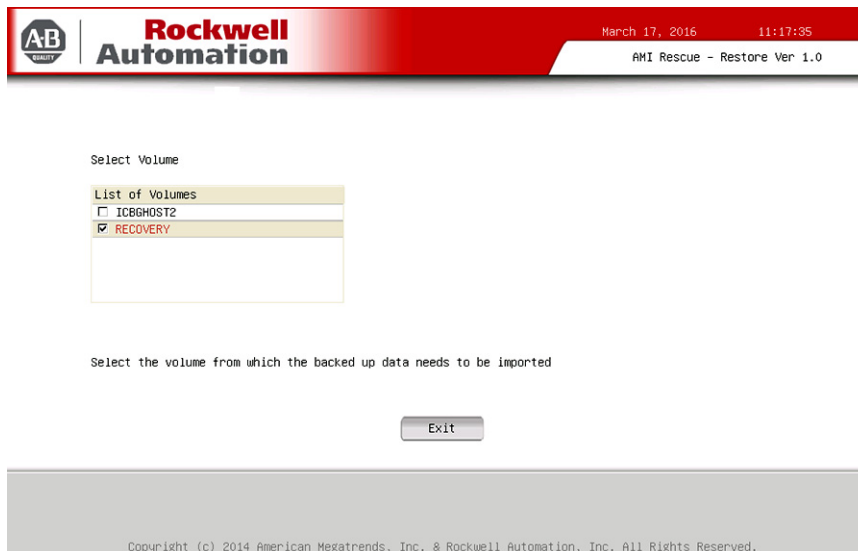 A-B
QUALITY
Rockwell
Automation
March 17, 2016 11:17:35
AMI Rescue - Restore Ver 1.0
Select Volume
List of Volumes
ICBGHOST2
RECOVERY
Select the volume from which the backed up data needs to be imported
Exit
Copyright (c) 2014 American Megatrends, Inc. & Rockwell Automation, Inc. All Rights Reserved.